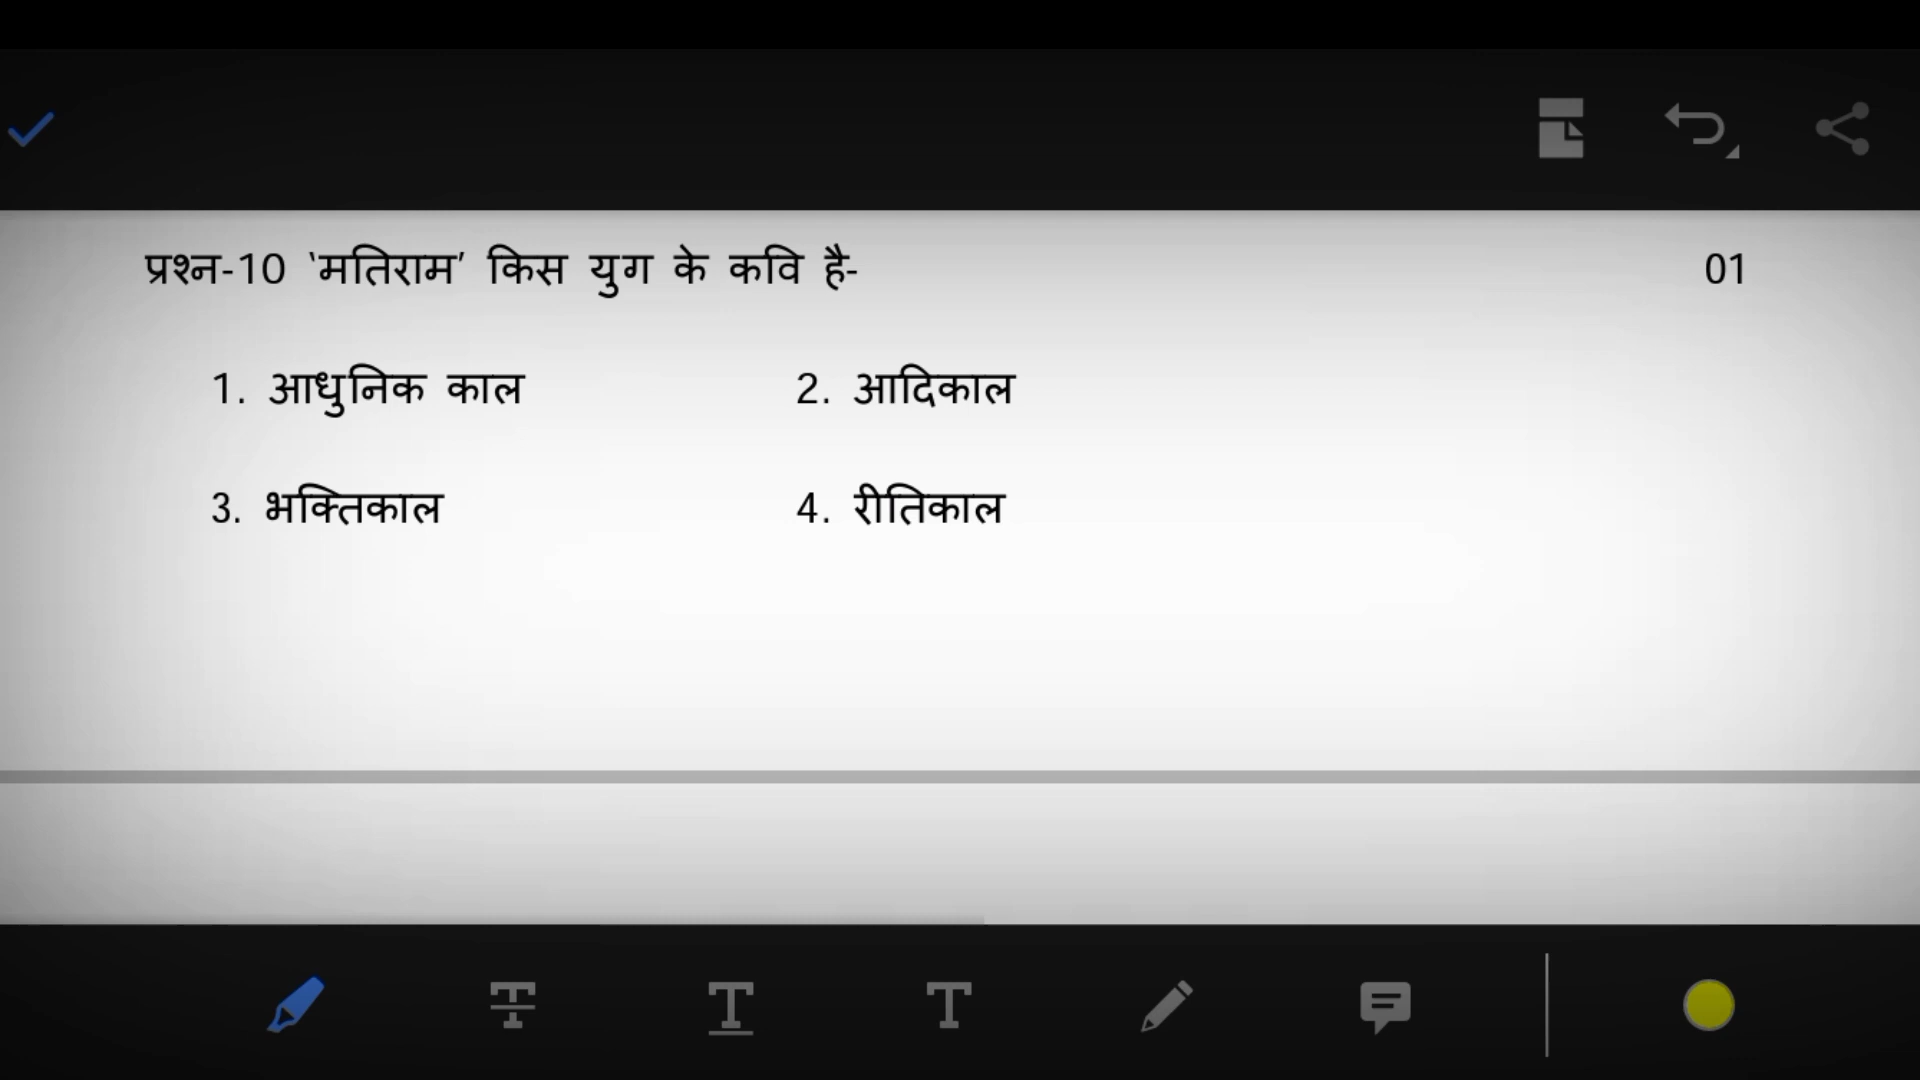 प्रश्न-10 ‘मतिराम’ किस युग के कवि है- 01
1. आधुनिक काल 2. आदिकाल
3. भक्तिकाल 4. रीतिकाल